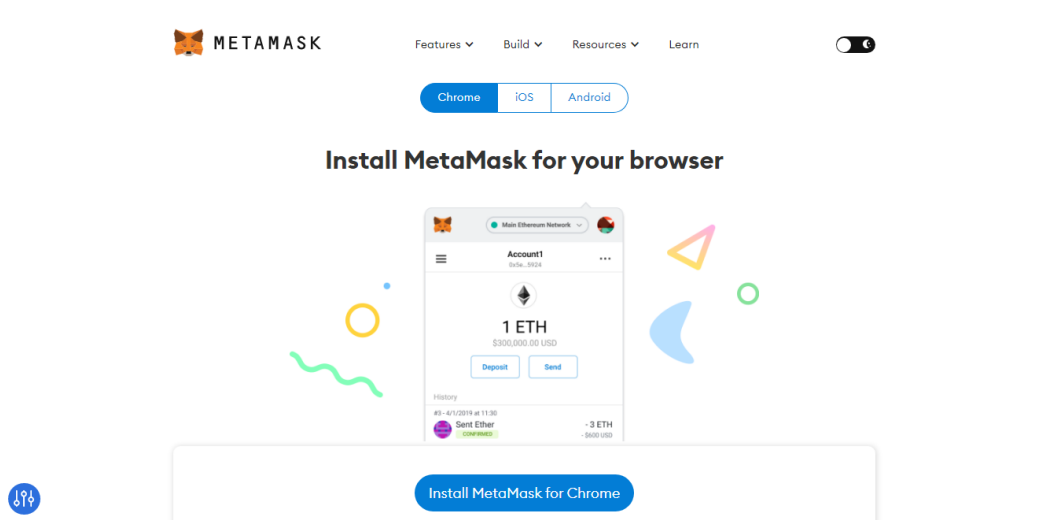 METAMASK
Features Build Resources Learn
Chrome iOS Android
Install MetaMask for your browser
Main Ethereum Network
Account1
0x5e...5924
1 ETH
$300,000.00 USD
Deposit Send
History
#3 - 4/1/2019 at 11:30
Sent Ether - 3 ETH
CONFIRMED - $600 USD
Install MetaMask for Chrome